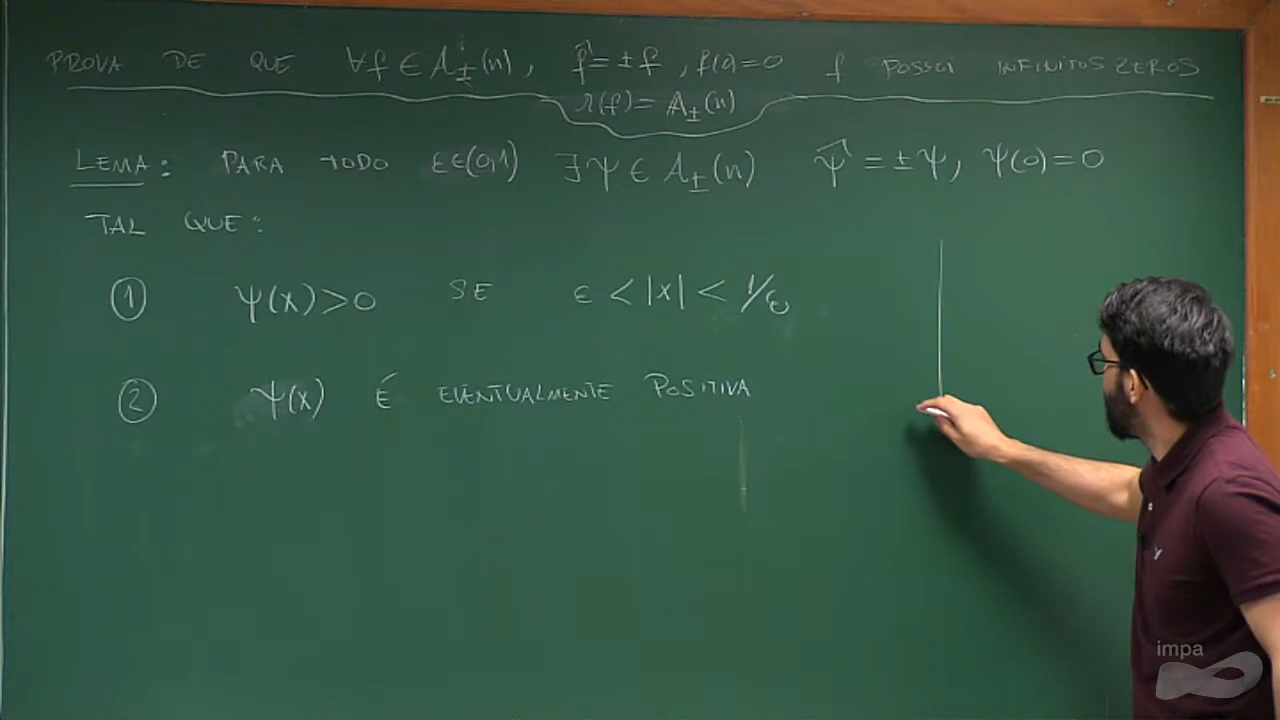 PROVA DE QUE ∀f ∈ A±(n), f̂ = ±f, f(0)=0 f POSSUI INFINITOS ZEROS
r(f) = A±(n)
LEMA: PARA TODO ε∈(0,1) ∃ψ ∈ A±(n) ψ̂ = ±ψ, ψ(0)=0
TAL QUE:
① ψ(x)>0 SE ε < |x| < 1/ε
② ψ(x) É EVENTUALMENTE POSITIVA
impa